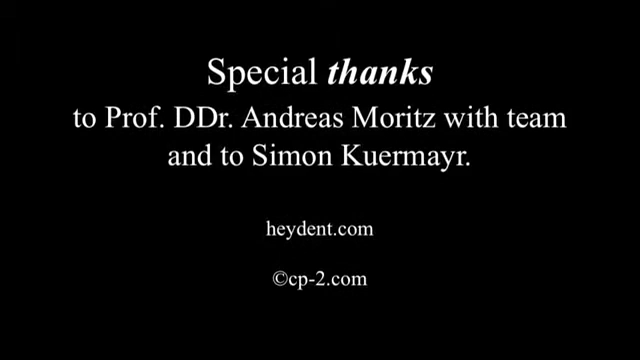 Special thanks
to Prof. DDr. Andreas Moritz with team
and to Simon Kuermayr.
heydent.com
©cp-2.com